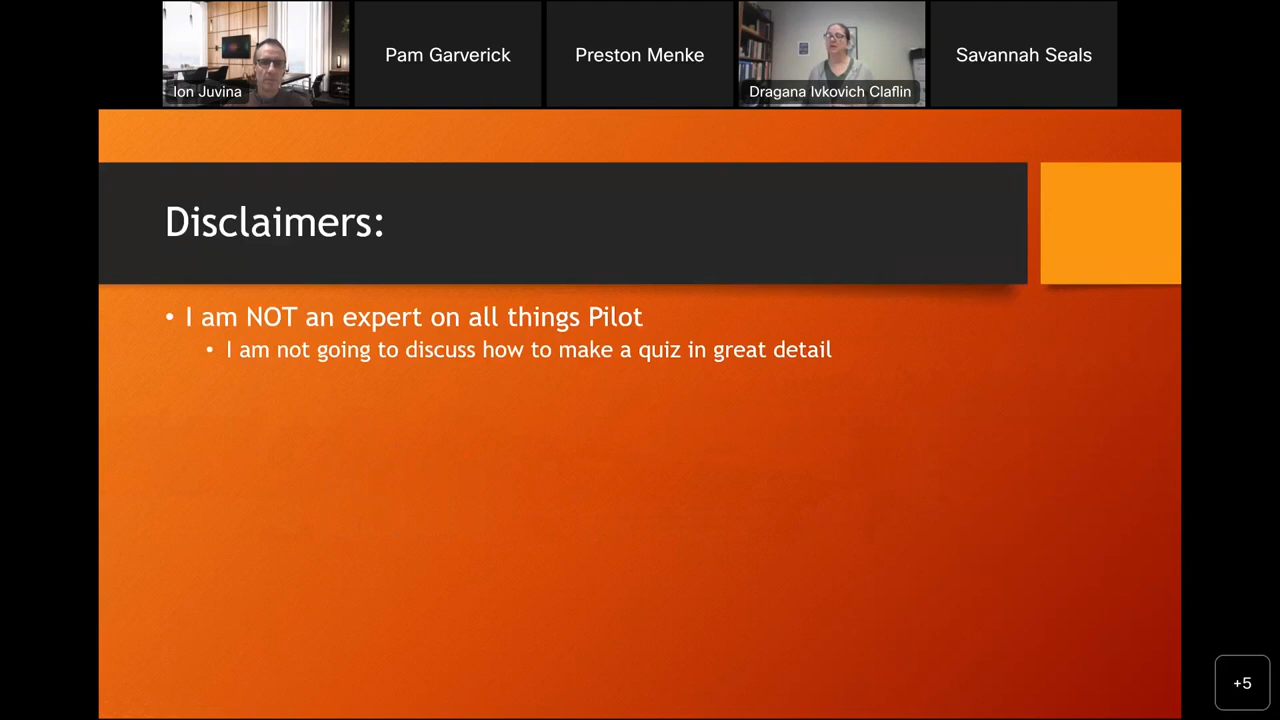 Ion Juvina
Pam Garverick
Preston Menke
Dragana Ivkovich Claflin
Savannah Seals
Disclaimers:
• I am NOT an expert on all things Pilot
• I am not going to discuss how to make a quiz in great detail
+5